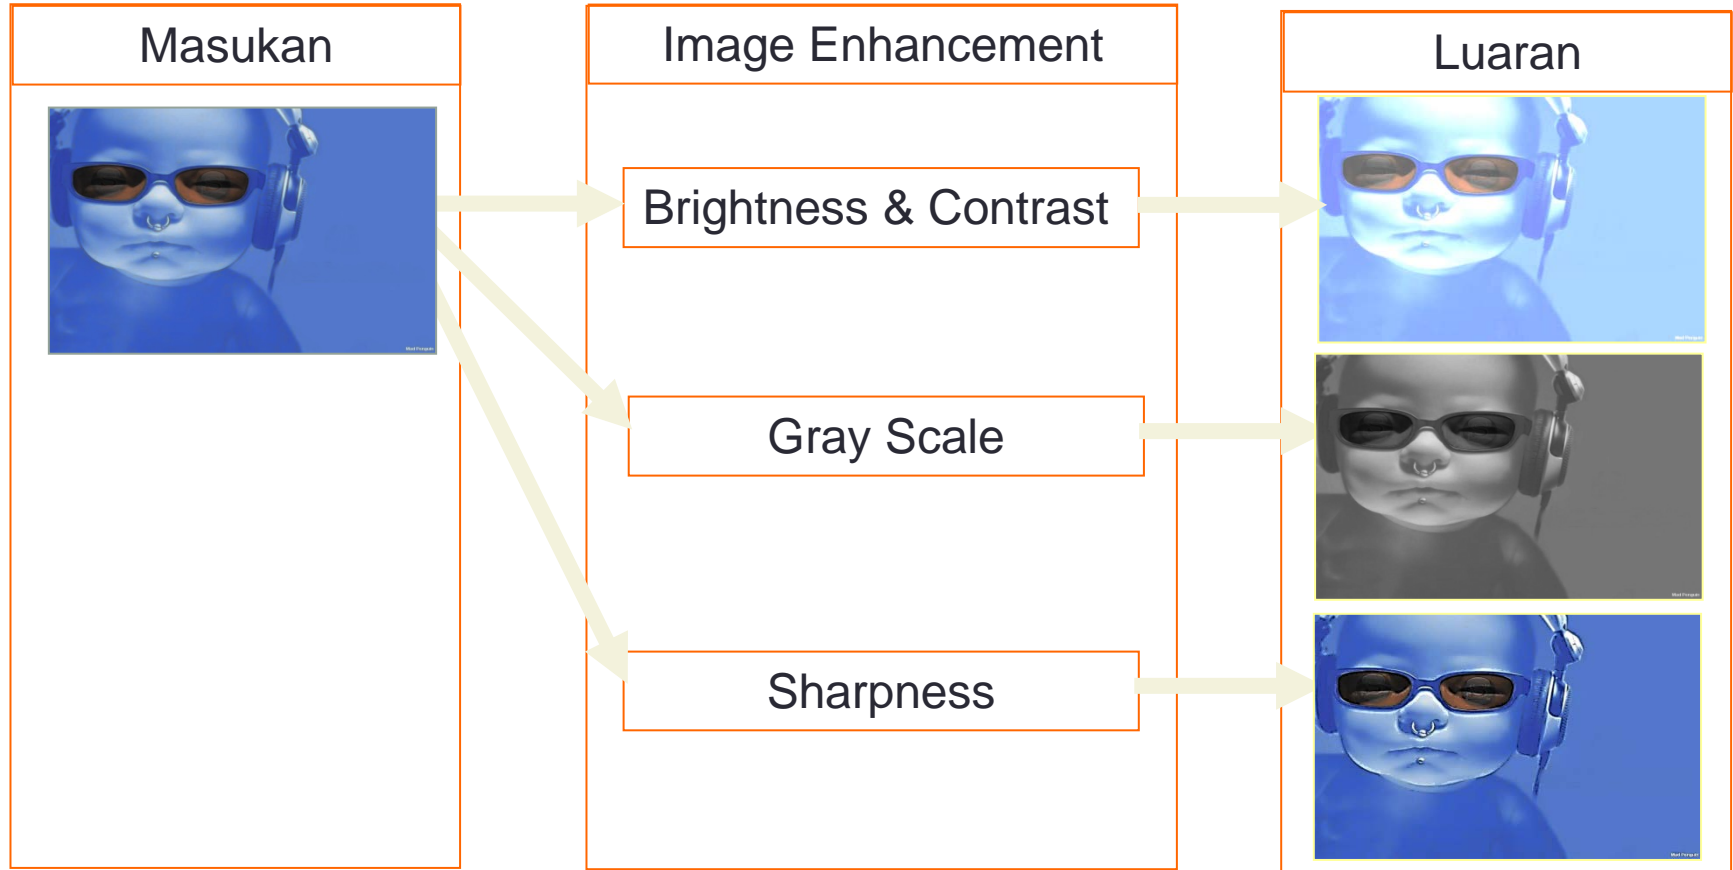 Masukan
Image Enhancement
Luaran
Brightness & Contrast
Gray Scale
Sharpness